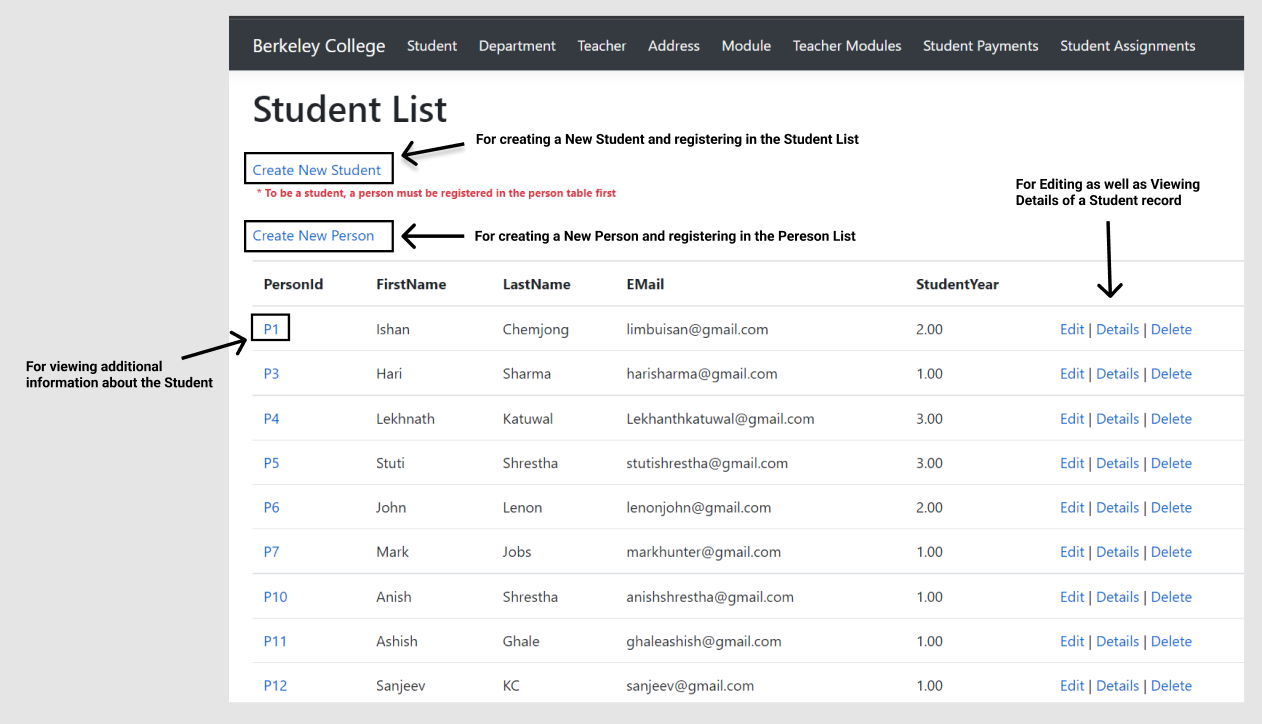 Berkeley College Student Department Teacher Address Module Teacher Modules Student Payments Student Assignments
Student List
For creating a New Student and registering in the Student List
Create New Student
* To be a student, a person must be registered in the person table first
For Editing as well as Viewing
Details of a Student record
Create New Person
For creating a New Person and registering in the Pereson List
PersonId FirstName LastName EMail StudentYear
P1 Ishan Chemjong limbuisan@gmail.com 2.00 Edit | Details | Delete
For viewing additional
information about the Student
P3 Hari Sharma harisharma@gmail.com 1.00 Edit | Details | Delete
P4 Lekhnath Katuwal Lekhanthkatuwal@gmail.com 3.00 Edit | Details | Delete
P5 Stuti Shrestha stutishrestha@gmail.com 3.00 Edit | Details | Delete
P6 John Lenon lenonjohn@gmail.com 2.00 Edit | Details | Delete
P7 Mark Jobs markhunter@gmail.com 1.00 Edit | Details | Delete
P10 Anish Shrestha anishshrestha@gmail.com 1.00 Edit | Details | Delete
P11 Ashish Ghale ghaleashish@gmail.com 1.00 Edit | Details | Delete
P12 Sanjeev KC sanjeev@gmail.com 1.00 Edit | Details | Delete